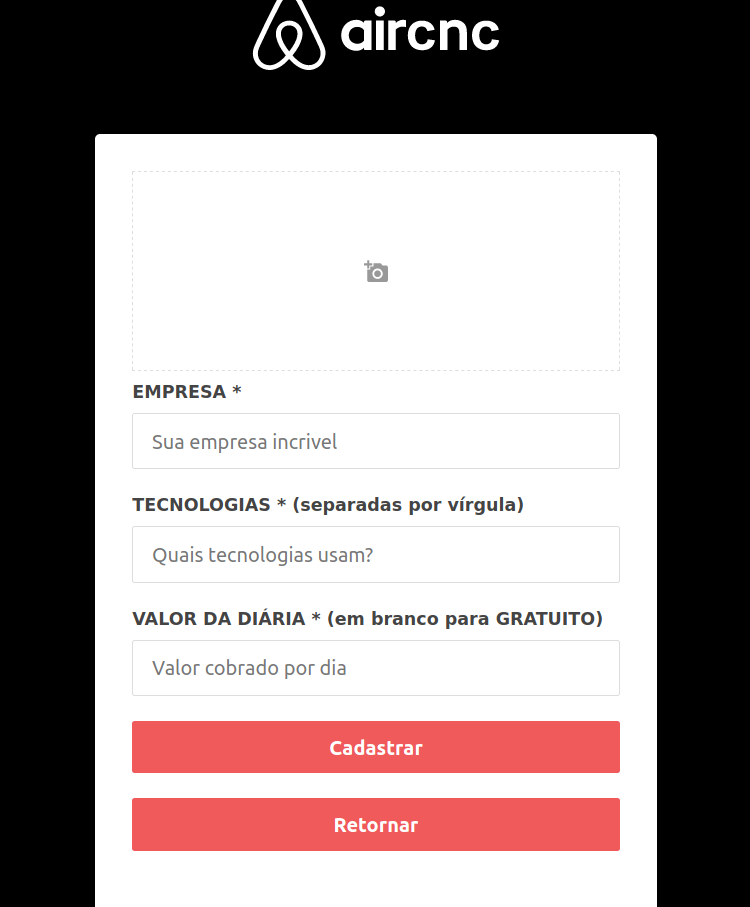 aircnc
EMPRESA *
Sua empresa incrivel
TECNOLOGIAS * (separadas por vírgula)
Quais tecnologias usam?
VALOR DA DIÁRIA * (em branco para GRATUITO)
Valor cobrado por dia
Cadastrar
Retornar